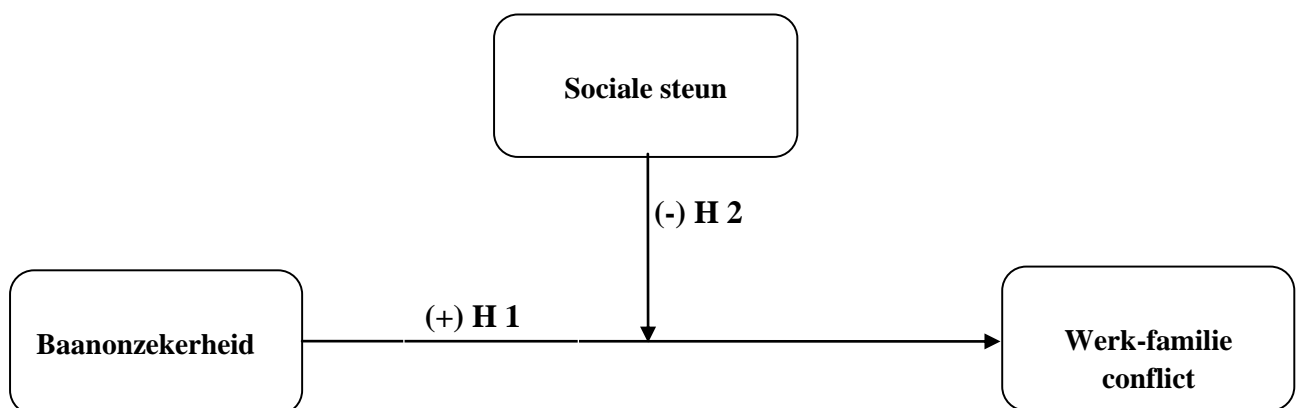 Sociale steun
(-) H 2
(+) H 1
Baanonzekerheid
Werk-familie
conflict